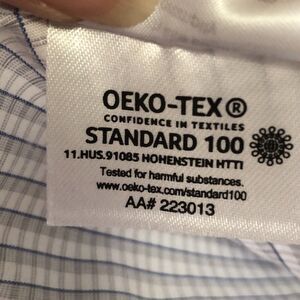 OEKO-TEX®
CONFIDENCE IN TEXTILES
STANDARD 100
11.HUS.91085 HOHENSTEIN HTTI
Tested for harmful substances.
www.oeko-tex.com/standard100
AA# 223013